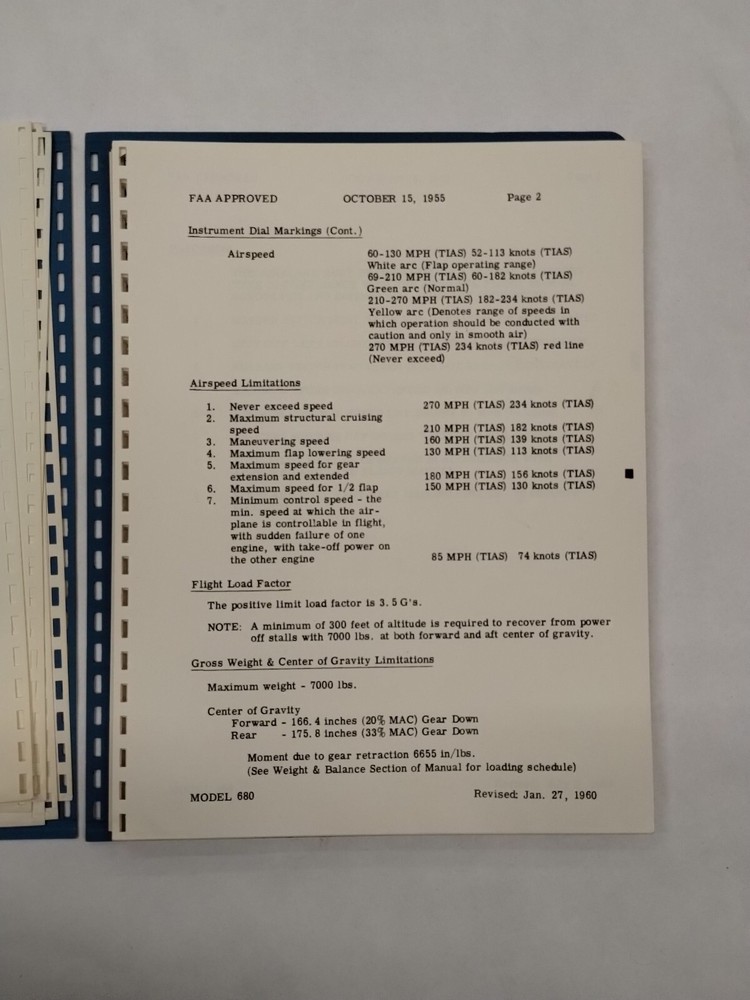 FAA APPROVED OCTOBER 15, 1955 Page 2
Instrument Dial Markings (Cont.)
Airspeed 60-130 MPH (TIAS) 52-113 knots (TIAS)
White arc (Flap operating range)
69-210 MPH (TIAS) 60-182 knots (TIAS)
Green arc (Normal)
210-270 MPH (TIAS) 182-234 knots (TIAS)
Yellow arc (Denotes range of speeds in
which operation should be conducted with
caution and only in smooth air)
270 MPH (TIAS) 234 knots (TIAS) red line
(Never exceed)
Airspeed Limitations
1. Never exceed speed 270 MPH (TIAS) 234 knots (TIAS)
2. Maximum structural cruising
speed 210 MPH (TIAS) 182 knots (TIAS)
3. Maneuvering speed 160 MPH (TIAS) 139 knots (TIAS)
4. Maximum flap lowering speed 130 MPH (TIAS) 113 knots (TIAS)
5. Maximum speed for gear
extension and extended 180 MPH (TIAS) 156 knots (TIAS)
6. Maximum speed for 1/2 flap 150 MPH (TIAS) 130 knots (TIAS)
7. Minimum control speed - the
min. speed at which the air-
plane is controllable in flight,
with sudden failure of one
engine, with take-off power on
the other engine 85 MPH (TIAS) 74 knots (TIAS)
Flight Load Factor
The positive limit load factor is 3.5 G's.
NOTE: A minimum of 300 feet of altitude is required to recover from power
off stalls with 7000 lbs. at both forward and aft center of gravity.
Gross Weight & Center of Gravity Limitations
Maximum weight - 7000 lbs.
Center of Gravity
Forward - 166.4 inches (20% MAC) Gear Down
Rear - 175.8 inches (33% MAC) Gear Down
Moment due to gear retraction 6655 in/lbs.
(See Weight & Balance Section of Manual for loading schedule)
MODEL 680 Revised: Jan. 27, 1960